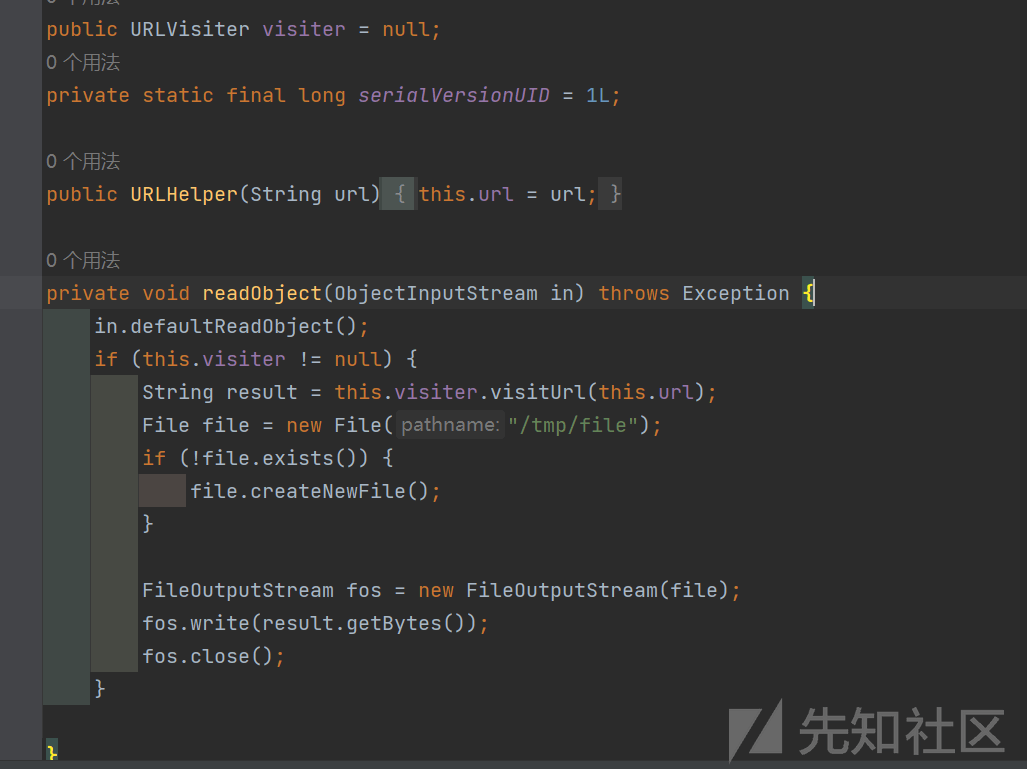 0 个用法
public URLVisiter visiter = null;
0 个用法
private static final long serialVersionUID = 1L;
0 个用法
public URLHelper(String url) { this.url = url; }
0 个用法
private void readObject(ObjectInputStream in) throws Exception {
in.defaultReadObject();
if (this.visiter != null) {
String result = this.visiter.visitUrl(this.url);
File file = new File( pathname: "/tmp/file");
if (!file.exists()) {
file.createNewFile();
}
FileOutputStream fos = new FileOutputStream(file);
fos.write(result.getBytes());
fos.close();
}
}
先知社区